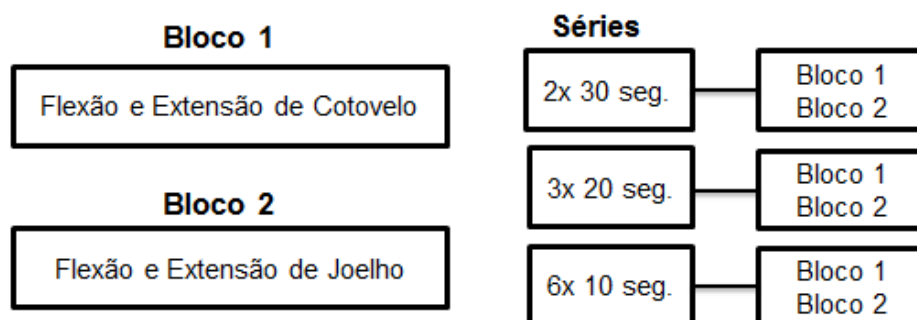 Bloco 1
Flexão e Extensão de Cotovelo
Bloco 2
Flexão e Extensão de Joelho
Séries
2x 30 seg.
Bloco 1
Bloco 2
3x 20 seg.
Bloco 1
Bloco 2
6x 10 seg.
Bloco 1
Bloco 2